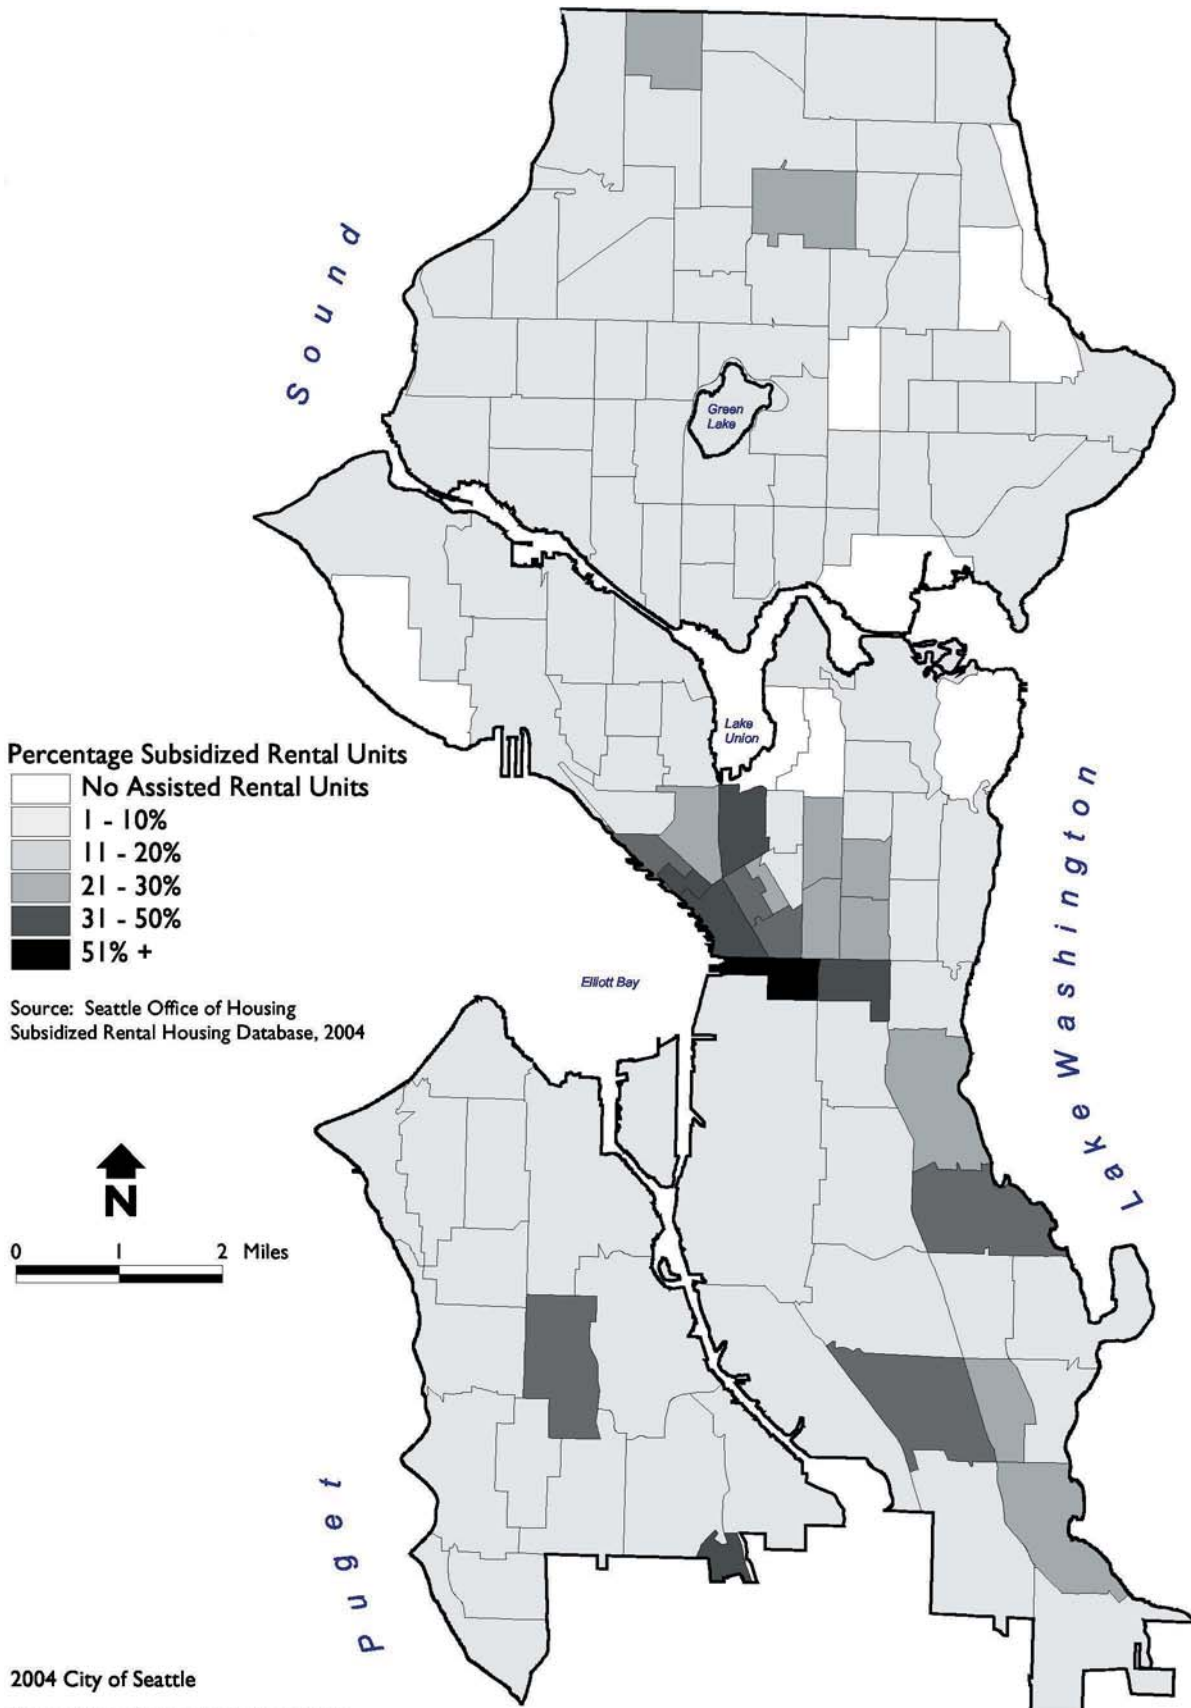 Sound
Green
Lake
Lake
Union
Percentage Subsidized Rental Units
No Assisted Rental Units
1 - 10%
11 - 20%
21 - 30%
31 - 50%
51% +
Source: Seattle Office of Housing
Subsidized Rental Housing Database, 2004
Elliott Bay
Lake Washington
N
0 1 2 Miles
Puget
2004 City of Seattle